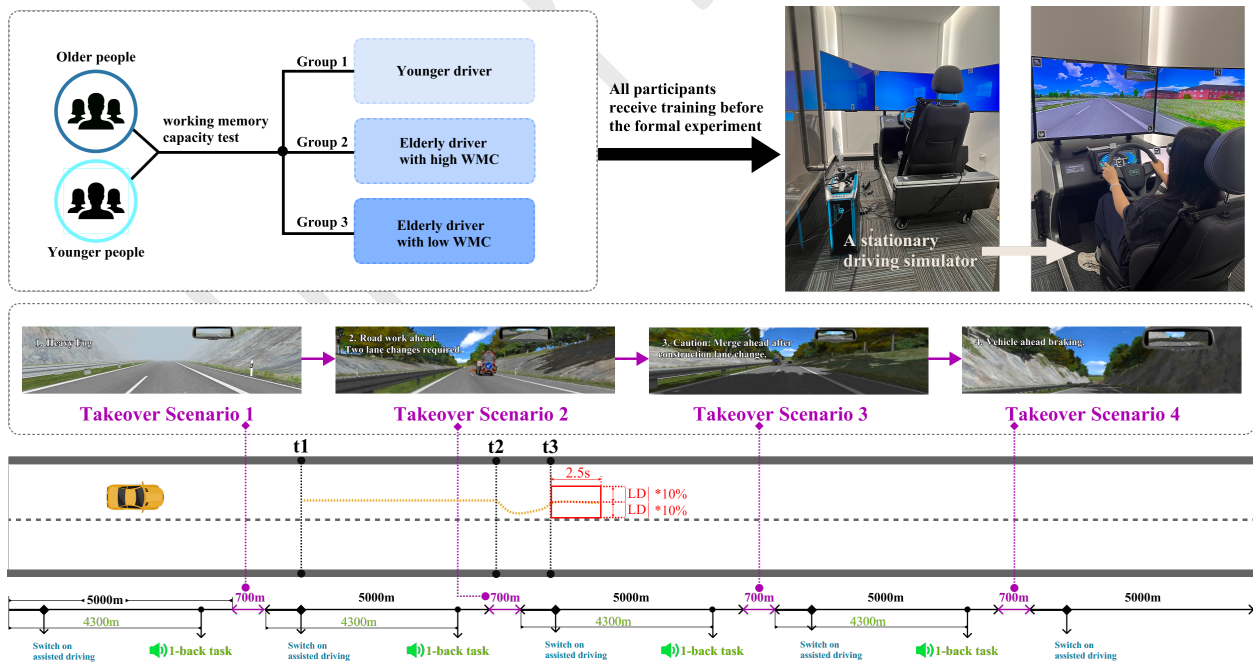 Older people
Younger people
working memory
capacity test
Group 1
Younger driver
Group 2
Elderly driver
with high WMC
Group 3
Elderly driver
with low WMC
All participants
receive training before
the formal experiment
A stationary
driving simulator
1. Heavy Fog
2. Road work ahead.
Two lane changes required.
3. Caution: Merge ahead after
construction lane change.
4. Vehicle ahead braking.
Takeover Scenario 1
Takeover Scenario 2
Takeover Scenario 3
Takeover Scenario 4
t1
t2
t3
2.5s
|LD| *10%
|LD| *10%
5000m
700m
5000m
700m
5000m
700m
5000m
700m
5000m
4300m
4300m
4300m
4300m
Switch on
assisted driving
1-back task
Switch on
assisted driving
1-back task
Switch on
assisted driving
1-back task
Switch on
assisted driving
1-back task
Switch on
assisted driving